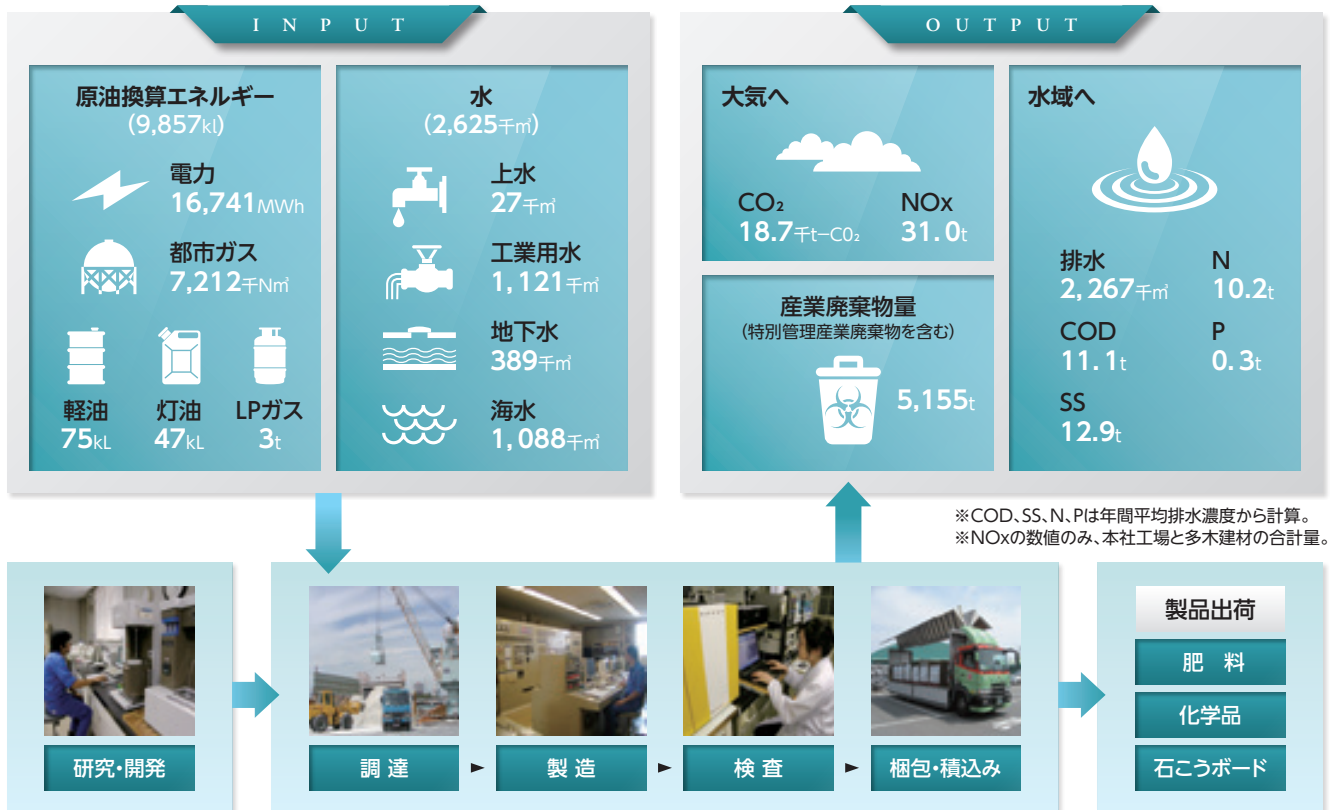 INPUT
原油換算エネルギー
(9,857kl)
電力
16,741MWh
都市ガス
7,212千N㎥
軽油
75kL
灯油
47kL
LPガス
3t
水
(2,625千㎥)
上水
27千㎥
工業用水
1,121千㎥
地下水
389千㎥
海水
1,088千㎥
OUTPUT
大気へ
CO₂
18.7千t−CO₂
NOx
31.0t
産業廃棄物量
(特別管理産業廃棄物を含む)
5,155t
水域へ
排水
2,267千㎥
N
10.2t
COD
11.1t
P
0.3t
SS
12.9t
※COD、SS、N、Pは年間平均排水濃度から計算。
※NOxの数値のみ、本社工場と多木建材の合計量。
研究・開発
調達
►
製造
►
検査
►
梱包・積込み
製品出荷
肥料
化学品
石こうボード